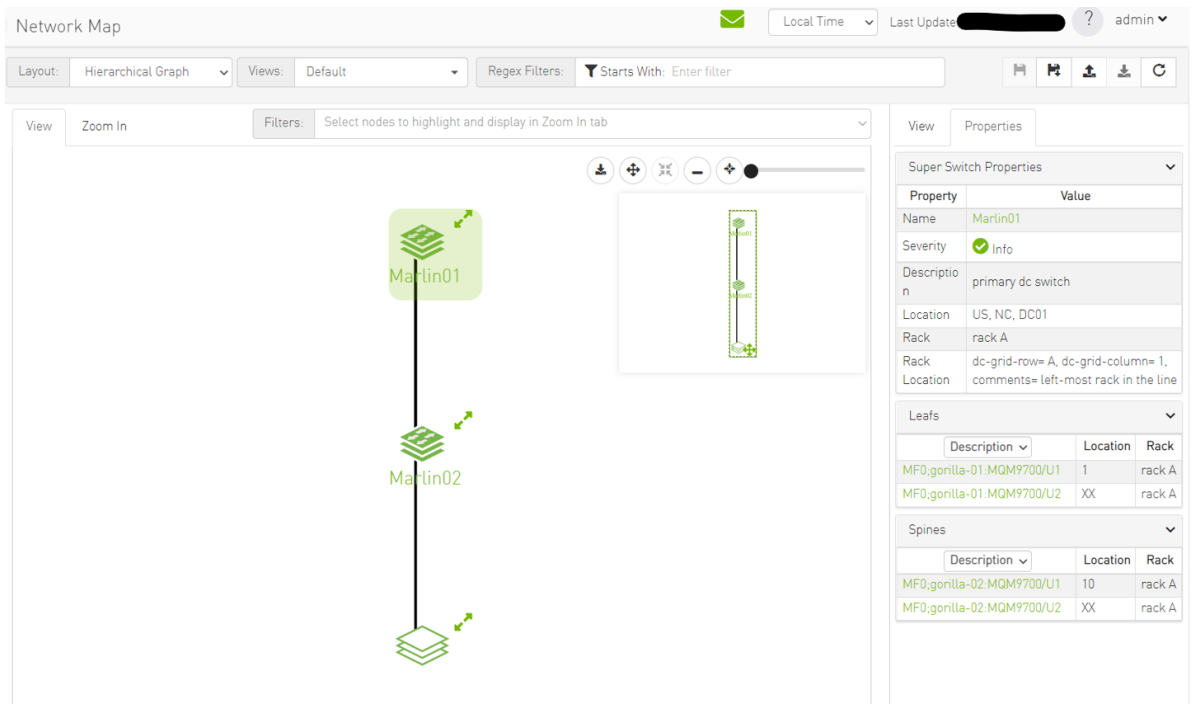 Network Map
Local Time
Last Update
?
admin
Layout:
Hierarchical Graph
Views:
Default
Regex Filters:
Starts With:
Enter filter
View
Zoom In
Filters:
Select nodes to highlight and display in Zoom In tab
Marlin01
Marlin02
Marlin01
Marlin02
View
Properties
Super Switch Properties
Property Value
Name Marlin01
Severity Info
Descriptio
n
primary dc switch
Location US, NC, DC01
Rack rack A
Rack
Location
dc-grid-row= A, dc-grid-column= 1,
comments= left-most rack in the line
Leafs
Description Location Rack
MF0;gorilla-01:MQM9700/U1 1 rack A
MF0;gorilla-01:MQM9700/U2 XX rack A
Spines
Description Location Rack
MF0;gorilla-02:MQM9700/U1 10 rack A
MF0;gorilla-02:MQM9700/U2 XX rack A